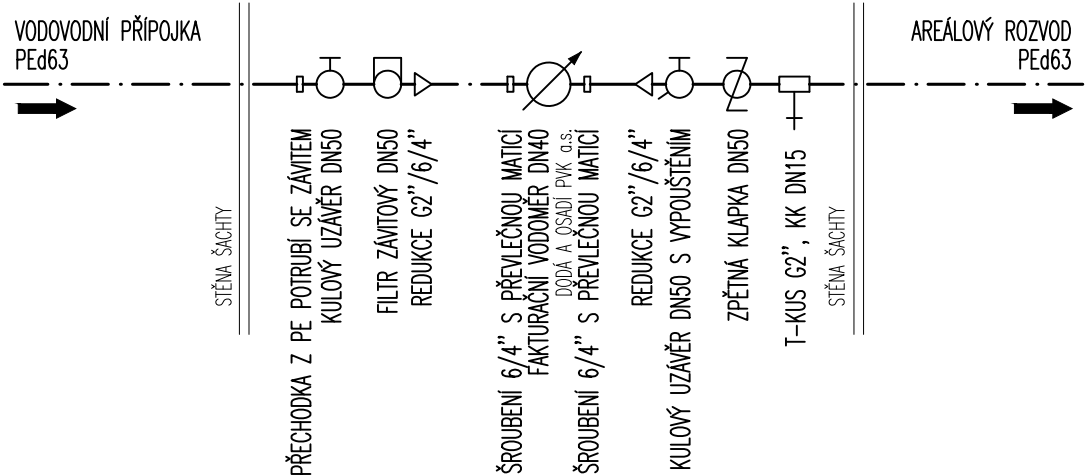 VODOVODNÍ PŘÍPOJKA
PEd63
STĚNA ŠACHTY
PŘECHODKA Z PE POTRUBÍ SE ZÁVITEM
KULOVÝ UZÁVĚR DN50
FILTR ZÁVITOVÝ DN50
REDUKCE G2"/6/4"
ŠROUBENÍ 6/4" S PŘEVLEČNOU MATICÍ
FAKTURAČNÍ VODOMĚR DN40
DODÁ A OSADÍ PVK a.s.
ŠROUBENÍ 6/4" S PŘEVLEČNOU MATICÍ
REDUKCE G2"/6/4"
KULOVÝ UZÁVĚR DN50 S VYPOUŠTĚNÍM
ZPĚTNÁ KLAPKA DN50
T-KUS G2", KK DN15
STĚNA ŠACHTY
AREÁLOVÝ ROZVOD
PEd63